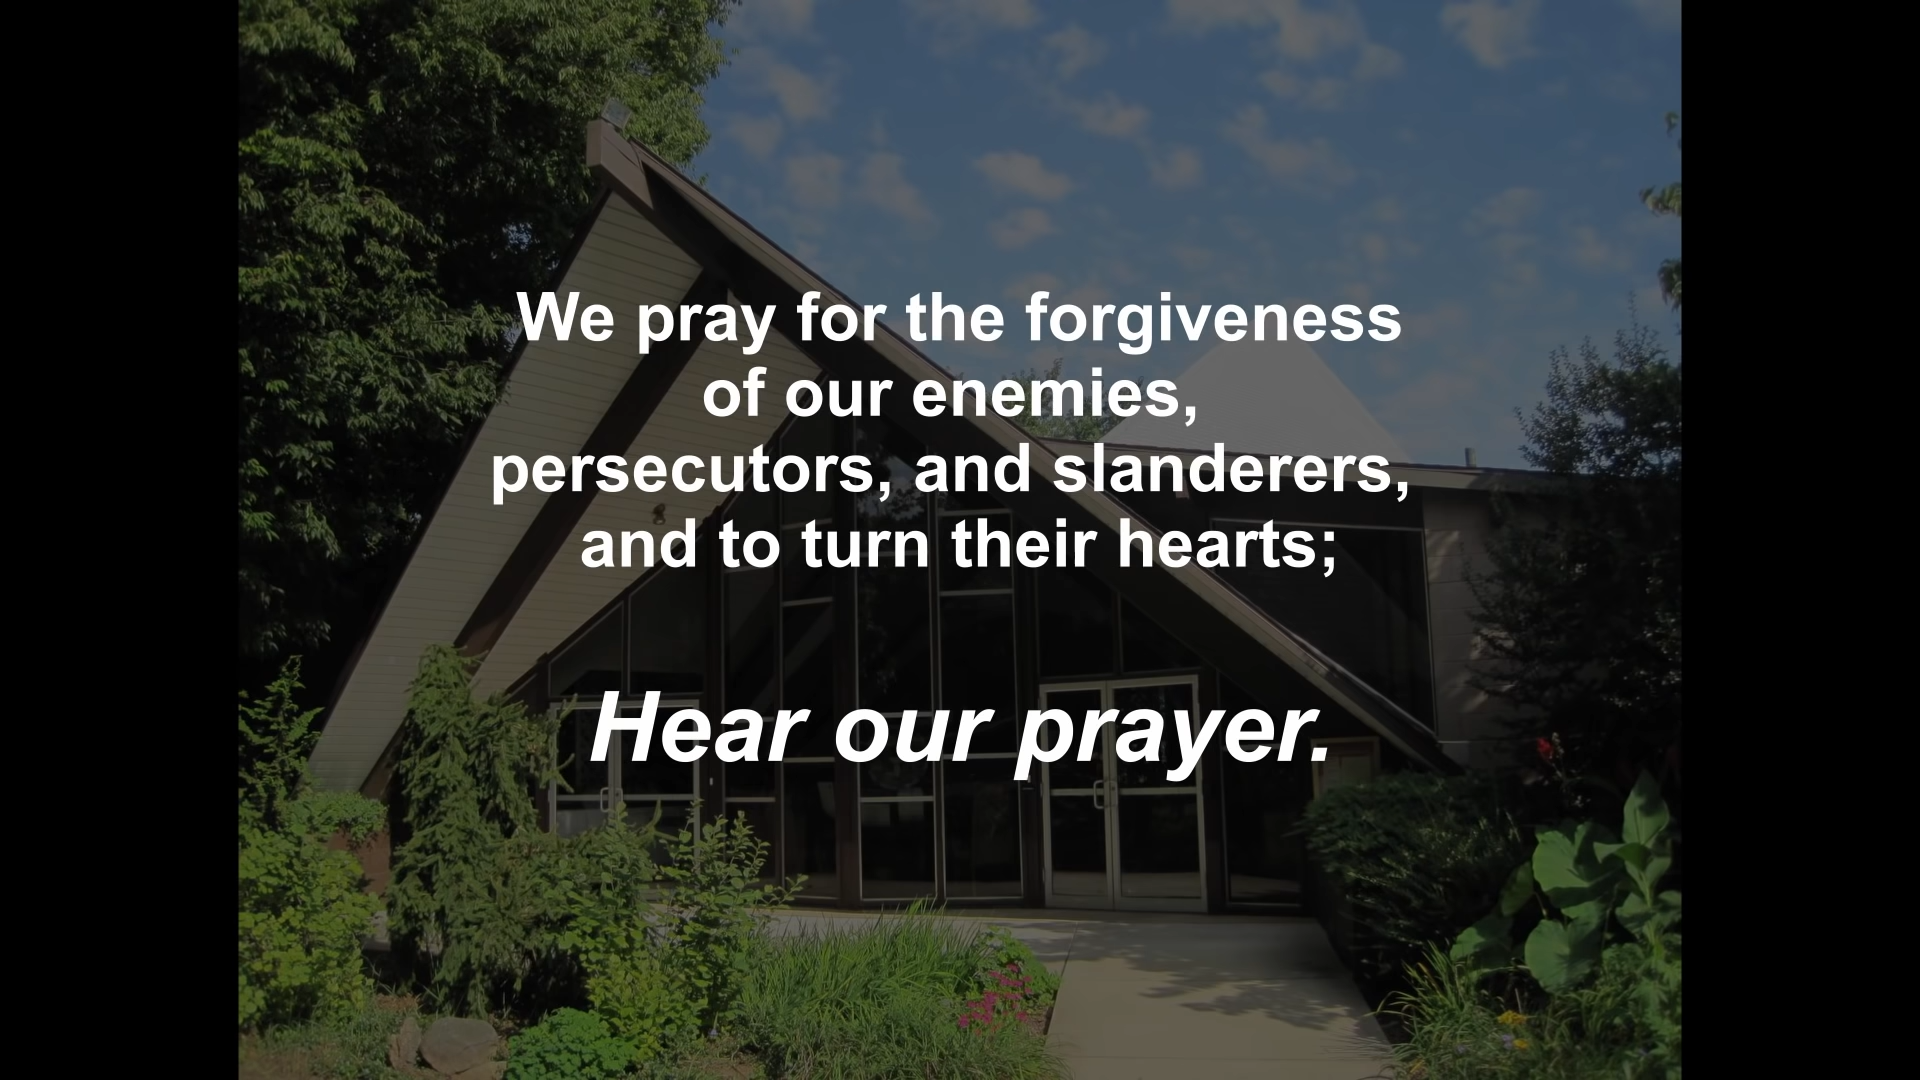 We pray for the forgiveness
of our enemies,
persecutors, and slanderers,
and to turn their hearts;
Hear our prayer.